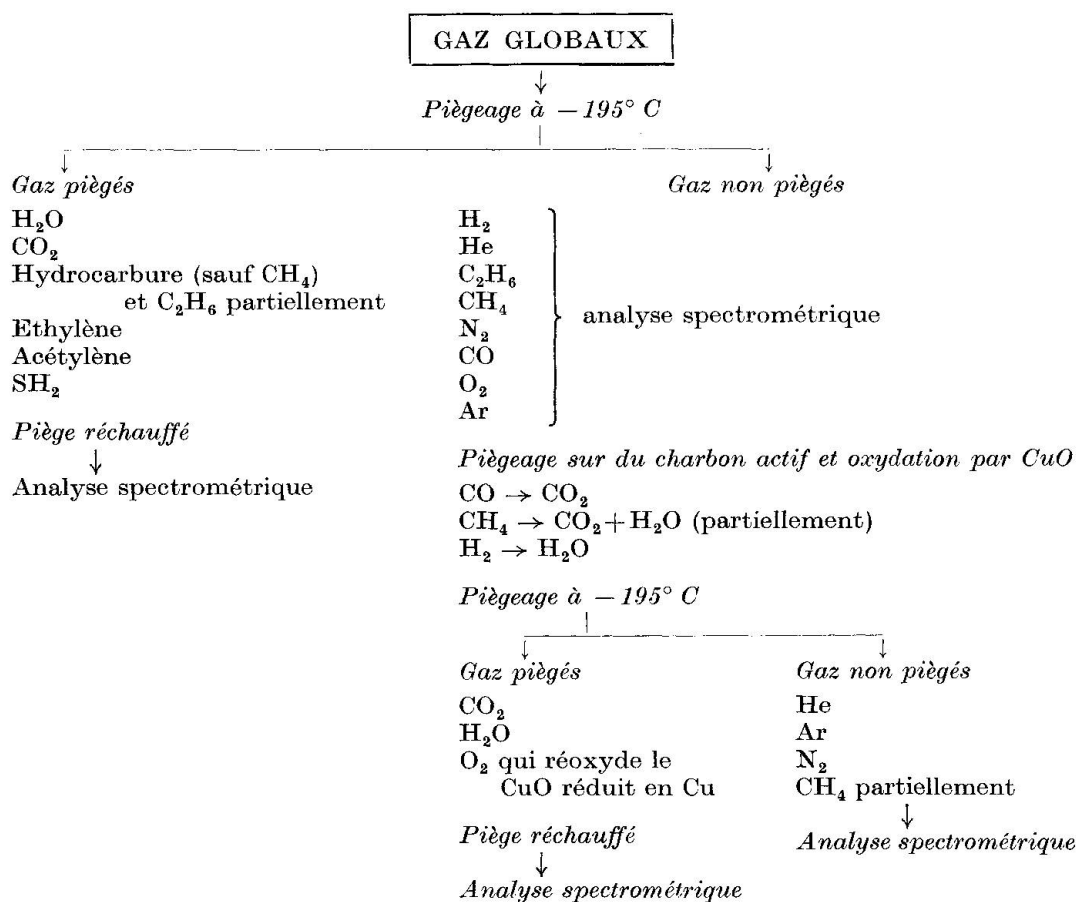 GAZ GLOBAUX
↓
Piègeage à —195° C
Gaz piègés
H₂O
CO₂
Hydrocarbure (sauf CH₄)
et C₂H₆ partiellement
Ethylène
Acétylène
SH₂
Piège réchauffé
↓
Analyse spectrométrique
Gaz non piègés
H₂
He
C₂H₆
CH₄
N₂
CO
O₂
Ar
analyse spectrométrique
Piègeage sur du charbon actif et oxydation par CuO
CO → CO₂
CH₄ → CO₂+H₂O (partiellement)
H₂ → H₂O
Piègeage à —195° C
Gaz piègés
CO₂
H₂O
O₂ qui réoxyde le
CuO réduit en Cu
Piège réchauffé
↓
Analyse spectrométrique
Gaz non piègés
He
Ar
N₂
CH₄ partiellement
↓
Analyse spectrométrique